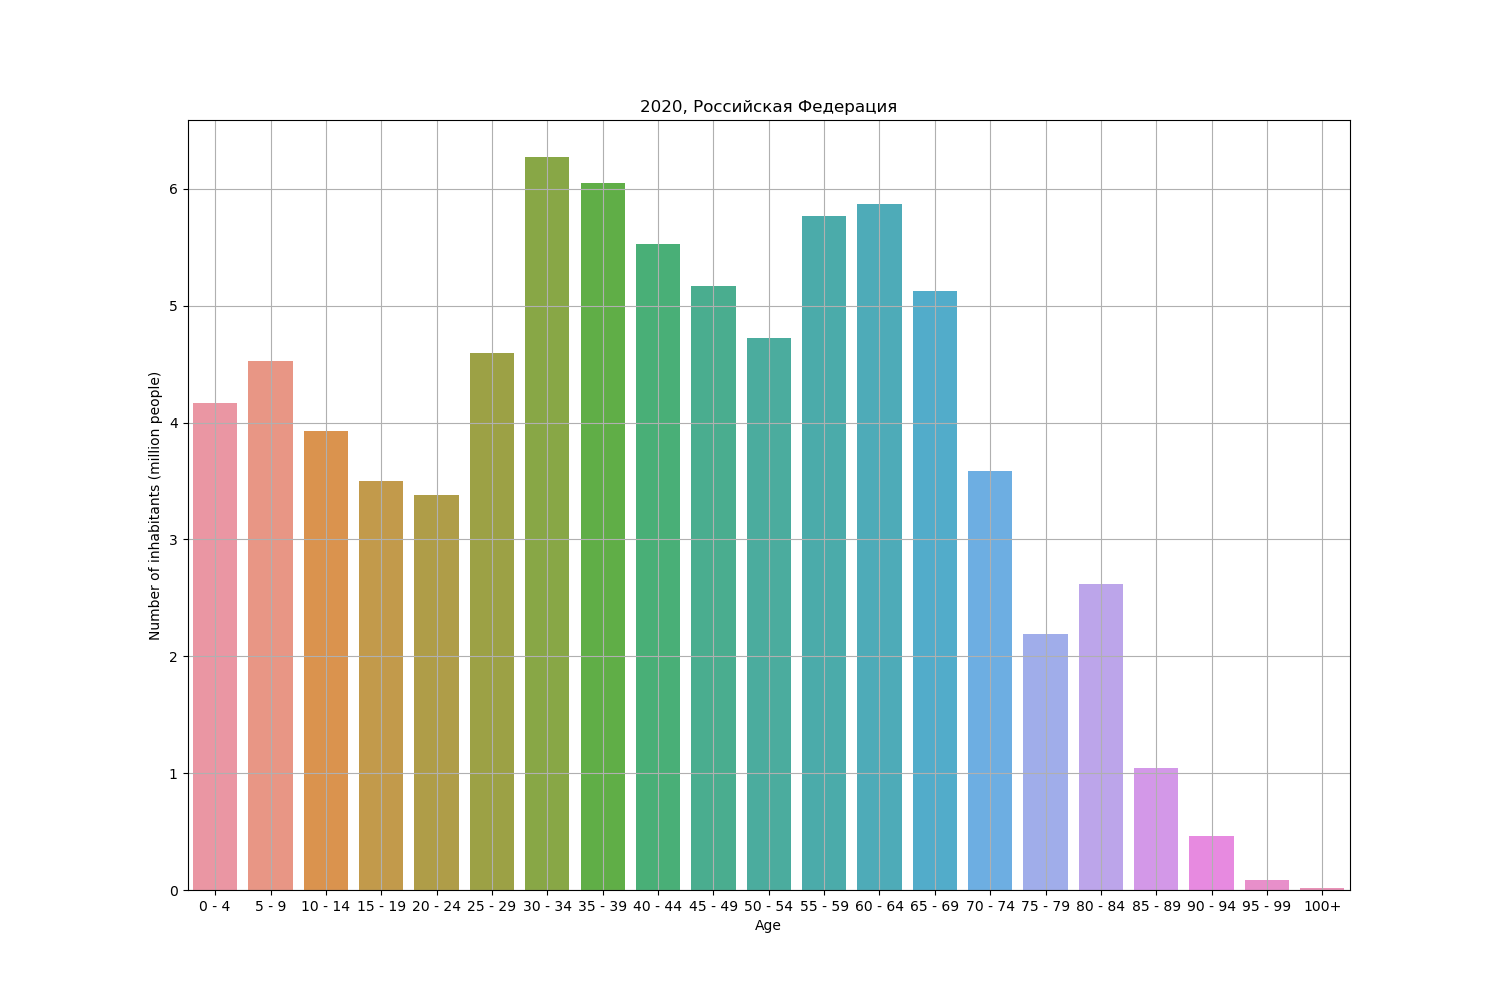 2020, Российская Федерация
Number of inhabitants (million people)
6
5
4
3
2
1
0
0 - 4 5 - 9 10 - 14 15 - 19 20 - 24 25 - 29 30 - 34 35 - 39 40 - 44 45 - 49 50 - 54 55 - 59 60 - 64 65 - 69 70 - 74 75 - 79 80 - 84 85 - 89 90 - 94 95 - 99 100+
Age